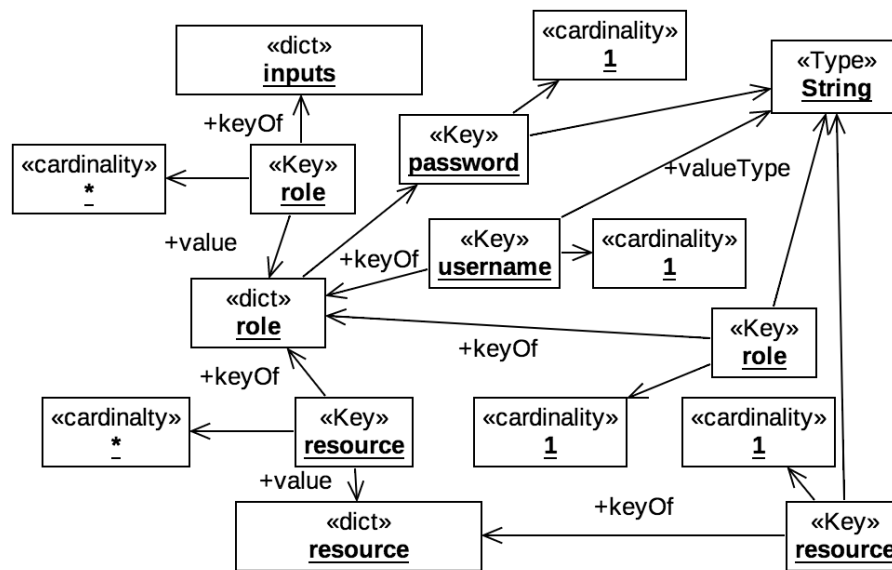 «cardinality»
1
«dict»
inputs
«Type»
String
+keyOf
«Key»
password
«cardinality»
*
«Key»
role
+valueType
+value
+keyOf
«Key»
username
«cardinality»
1
«dict»
role
«Key»
role
+keyOf
+keyOf
«cardinalty»
*
«Key»
resource
«cardinality»
1
«cardinality»
1
+value
+keyOf
«dict»
resource
«Key»
resource